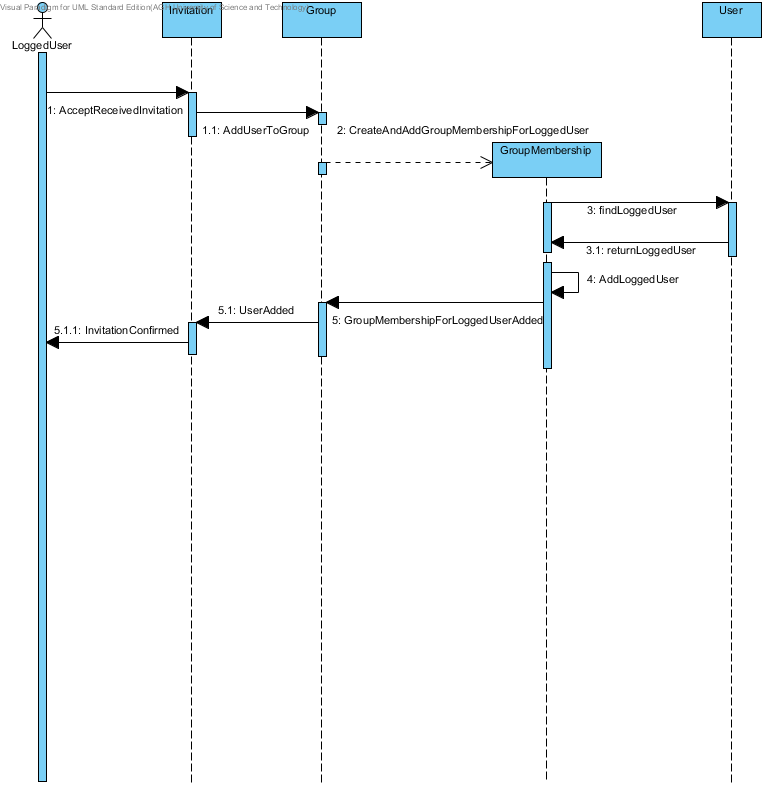 Visual Paradigm for UML Standard Edition(AGH University of Science and Technology)
Invitation
Group
User
LoggedUser
1: AcceptReceivedInvitation
1.1: AddUserToGroup
2: CreateAndAddGroupMembershipForLoggedUser
GroupMembership
3: findLoggedUser
3.1: returnLoggedUser
4: AddLoggedUser
5.1: UserAdded
5: GroupMembershipForLoggedUserAdded
5.1.1: InvitationConfirmed